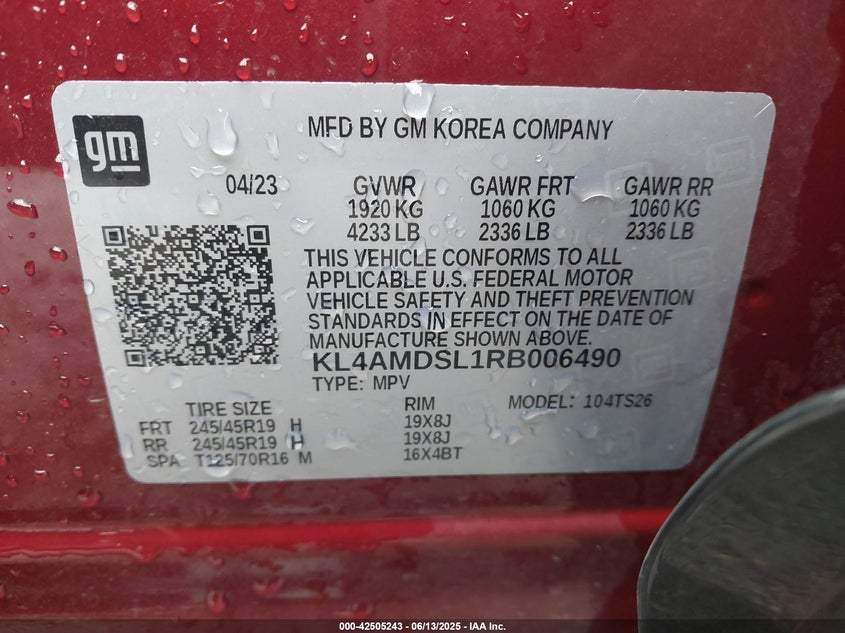 gm
MFD BY GM KOREA COMPANY
04/23 GVWR GAWR FRT GAWR RR
1920 KG 1060 KG 1060 KG
4233 LB 2336 LB 2336 LB
THIS VEHICLE CONFORMS TO ALL
APPLICABLE U.S. FEDERAL MOTOR
VEHICLE SAFETY AND THEFT PREVENTION
STANDARDS IN EFFECT ON THE DATE OF
MANUFACTURE SHOWN ABOVE.
KL4AMDSL1RB006490
TYPE: MPV MODEL: 104TS26
TIRE SIZE RIM
FRT 245/45R19 H 19X8J
RR 245/45R19 H 19X8J
SPA T125/70R16 M 16X4BT
000-42505243 - 06/13/2025 - IAA Inc.